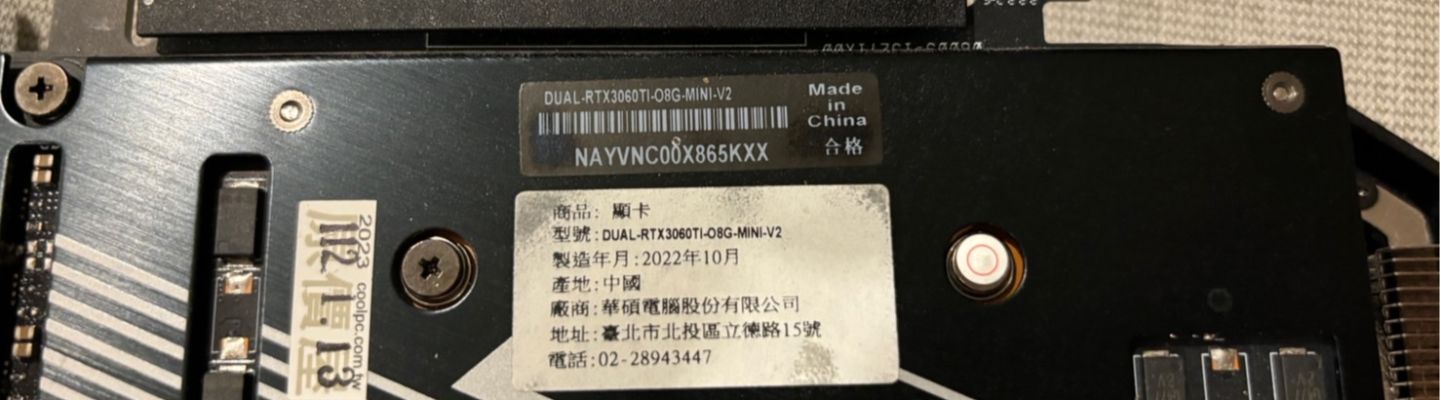 DUAL-RTX3060TI-O8G-MINI-V2
Made
in
China
NAYVNC00X865KXX
合格
商品: 顯卡
型號:DUAL-RTX3060TI-O8G-MINI-V2
製造年月:2022年10月
產地:中國
廠商:華碩電腦股份有限公司
地址:臺北市北投區立德路15號
電話:02-28943447
2023
coolpc.com.tw
原價屋
112.1.13